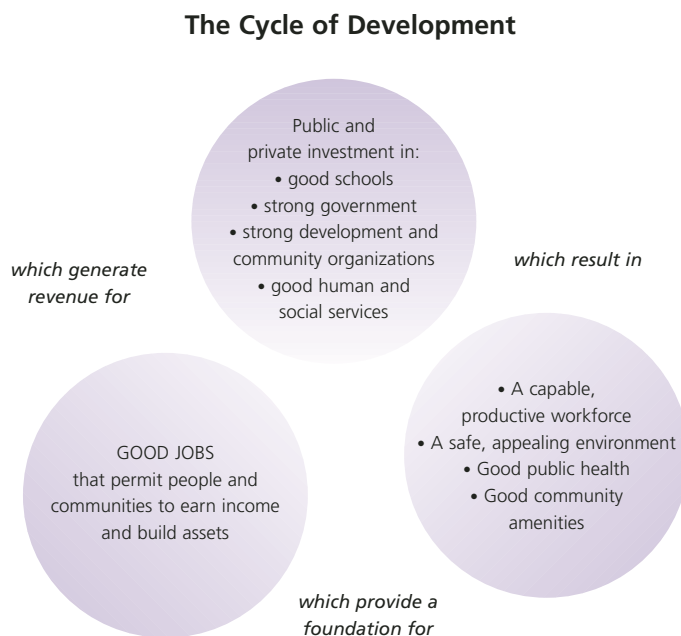 The Cycle of Development
Public and
private investment in:
• good schools
• strong government
• strong development and
community organizations
• good human and
social services
which generate
revenue for
which result in
• A capable,
productive workforce
• A safe, appealing environment
• Good public health
• Good community
amenities
GOOD JOBS
that permit people and
communities to earn income
and build assets
which provide a
foundation for